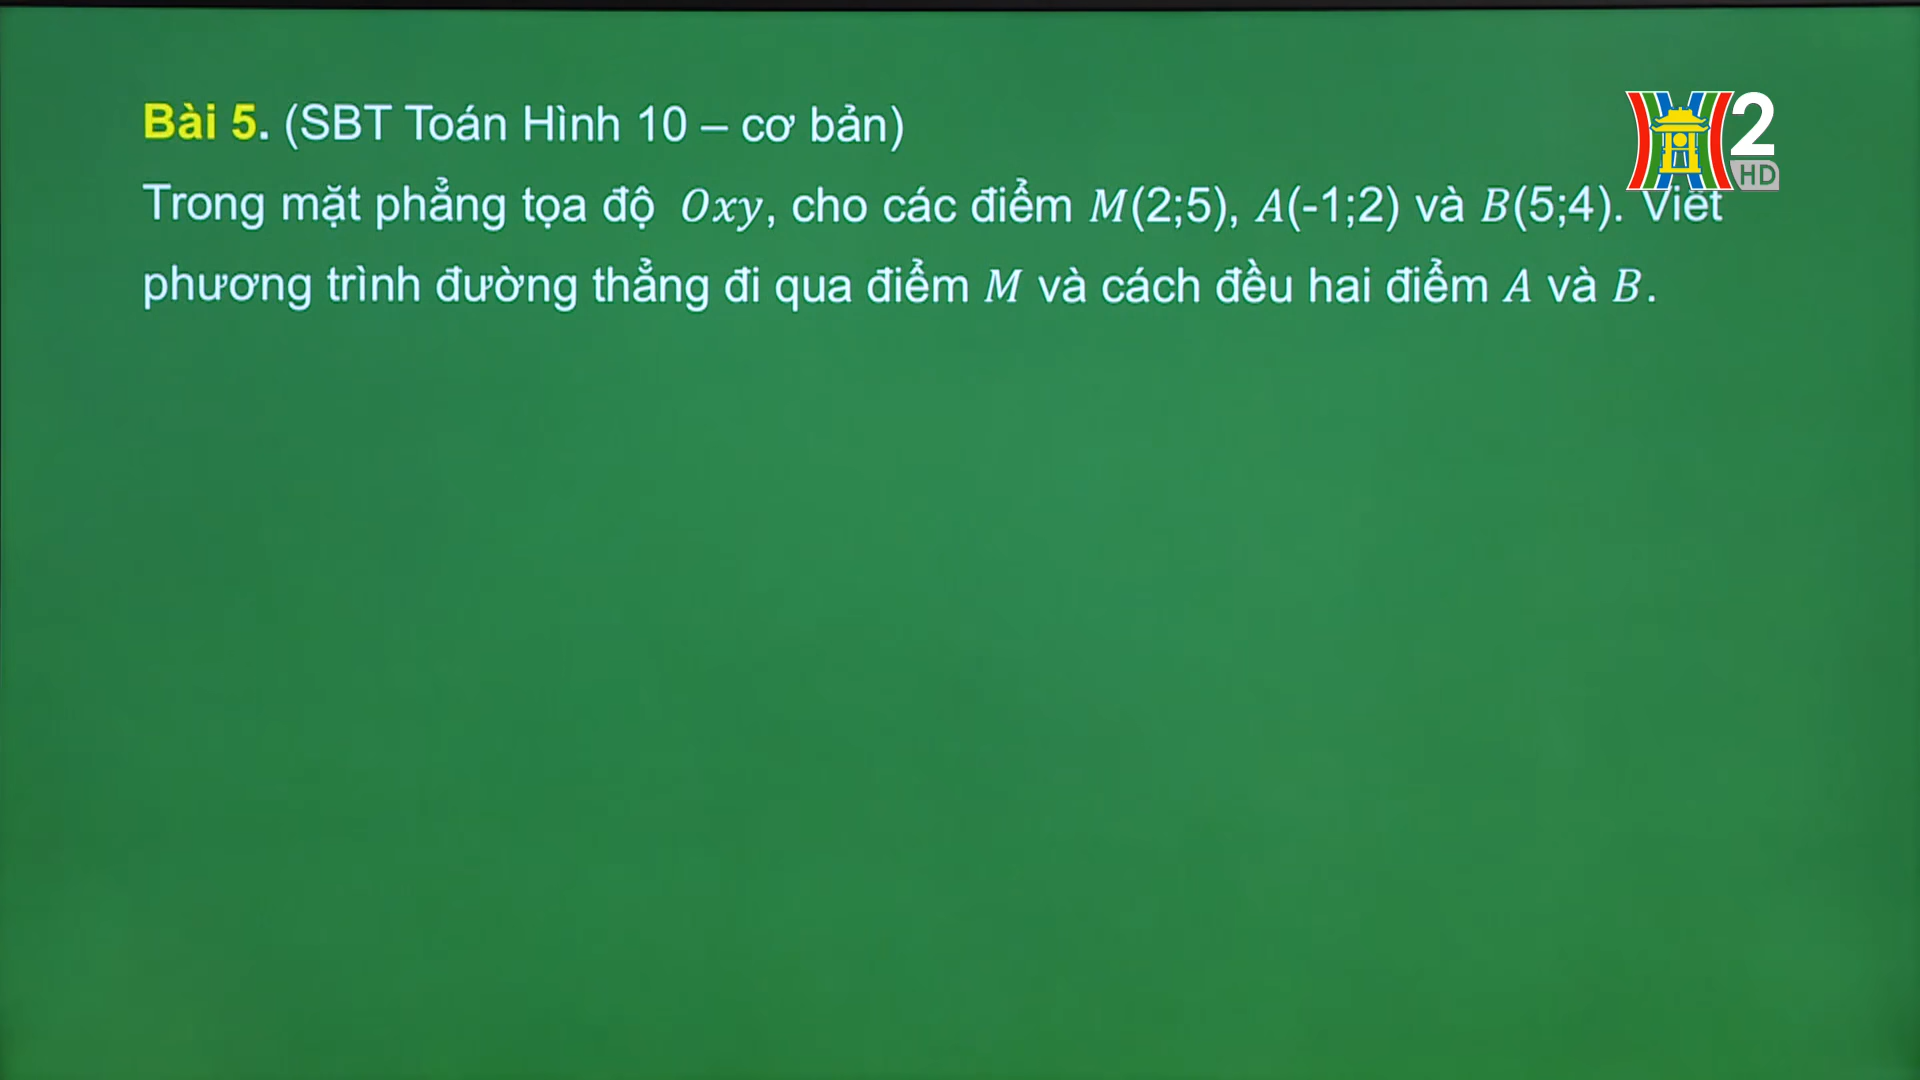 Bài 5. (SBT Toán Hình 10 – cơ bản)
2
HD
Trong mặt phẳng tọa độ Oxy, cho các điểm M(2;5), A(-1;2) và B(5;4). Viết
phương trình đường thẳng đi qua điểm M và cách đều hai điểm A và B.